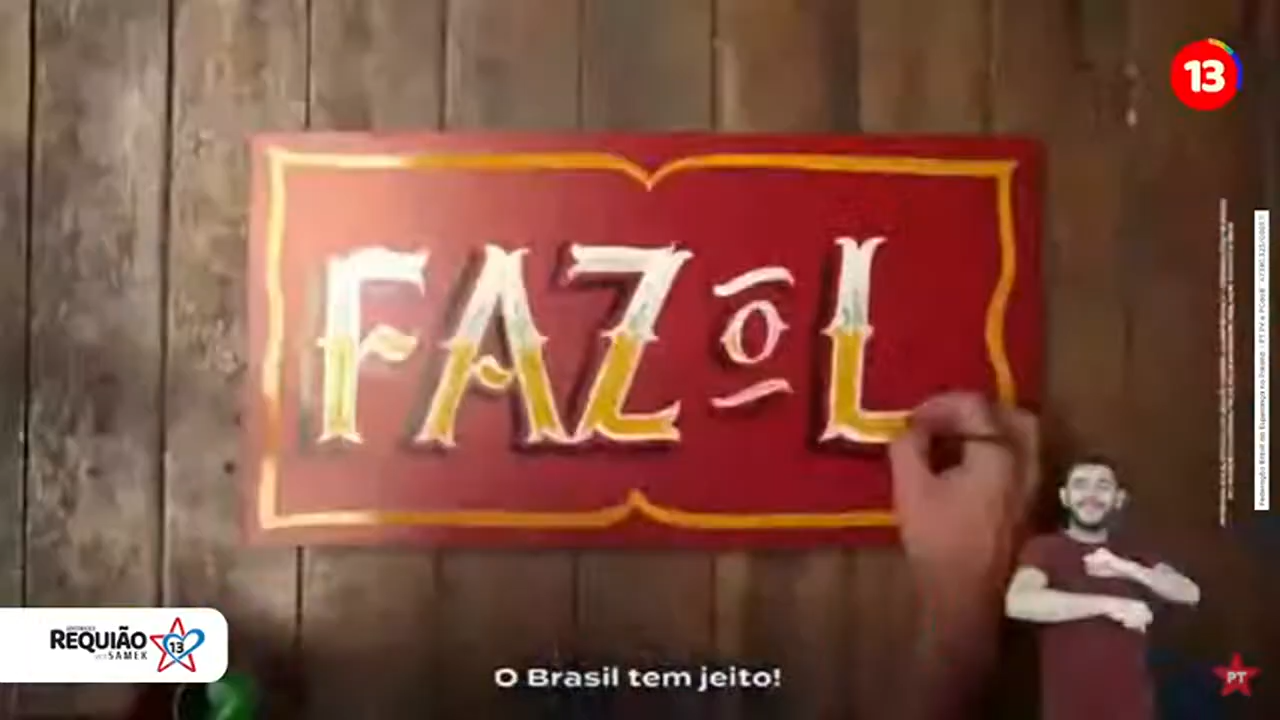 13
FAZ o L
REQUIÃO
SAMEK
13
O Brasil tem jeito!
PT